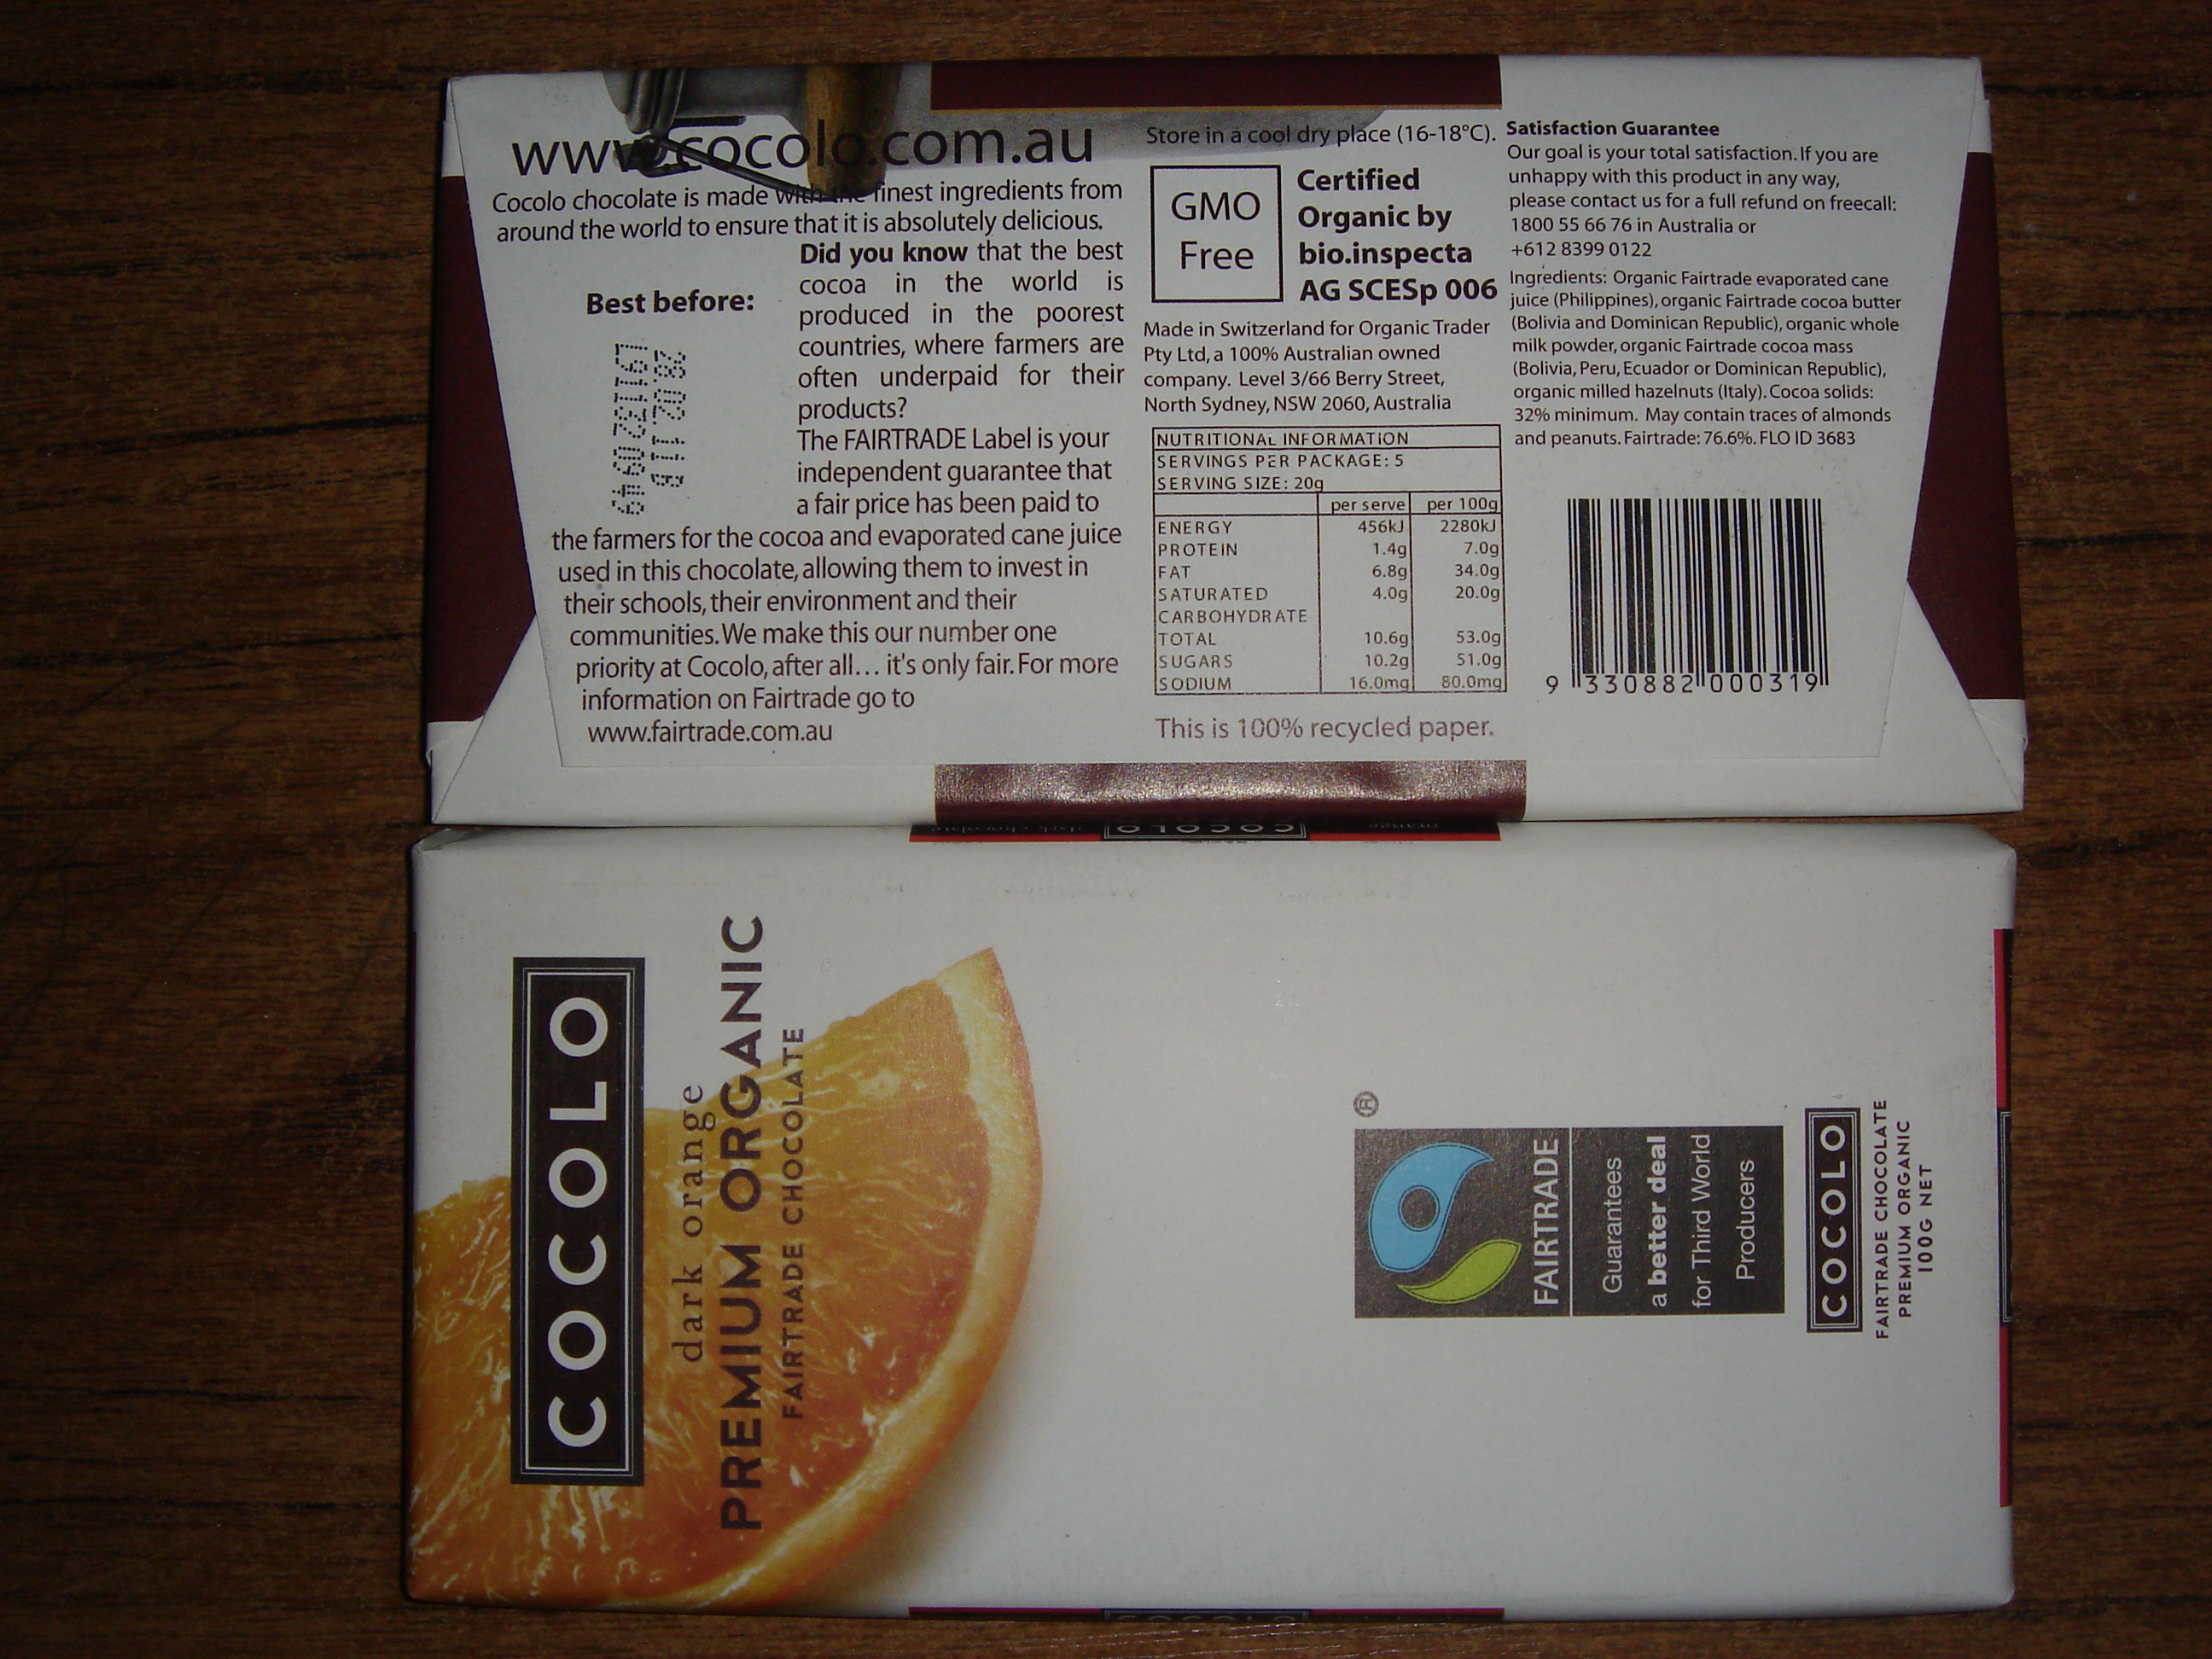 www.cocolo.com.au
Cocolo chocolate is made with the finest ingredients from
around the world to ensure that it is absolutely delicious.
Did you know that the best
cocoa in the world is
produced in the poorest
countries, where farmers are
often underpaid for their
products?
The FAIRTRADE Label is your
independent guarantee that
a fair price has been paid to
the farmers for the cocoa and evaporated cane juice
used in this chocolate, allowing them to invest in
their schools, their environment and their
communities. We make this our number one
priority at Cocolo, after all... it's only fair. For more
information on Fairtrade go to
www.fairtrade.com.au
Best before:
Store in a cool dry place (16-18°C).
GMO
Free
Certified
Organic by
bio.inspecta
AG SCESp 006
Made in Switzerland for Organic Trader
Pty Ltd, a 100% Australian owned
company. Level 3/66 Berry Street,
North Sydney, NSW 2060, Australia
NUTRITIONAL INFORMATION
SERVINGS PER PACKAGE: 5
SERVING SIZE: 20g
per serve per 100g
ENERGY 456kJ 2280kJ
PROTEIN 1.4g 7.0g
FAT 6.8g 34.0g
SATURATED 4.0g 20.0g
CARBOHYDRATE
TOTAL 10.6g 53.0g
SUGARS 10.2g 51.0g
SODIUM 16.0mg 80.0mg
This is 100% recycled paper.
Satisfaction Guarantee
Our goal is your total satisfaction. If you are
unhappy with this product in any way,
please contact us for a full refund on freecall:
1800 55 66 76 in Australia or
+612 8399 0122
Ingredients: Organic Fairtrade evaporated cane
juice (Philippines), organic Fairtrade cocoa butter
(Bolivia and Dominican Republic), organic whole
milk powder, organic Fairtrade cocoa mass
(Bolivia, Peru, Ecuador or Dominican Republic),
organic milled hazelnuts (Italy). Cocoa solids:
32% minimum. May contain traces of almonds
and peanuts. Fairtrade: 76.6%. FLO ID 3683
9 330882 000319
dark chocolate COCOLO orange
COCOLO
dark orange
PREMIUM ORGANIC
FAIRTRADE CHOCOLATE
®
FAIRTRADE
Guarantees
a better deal
for Third World
Producers
COCOLO
FAIRTRADE CHOCOLATE
PREMIUM ORGANIC
100G NET